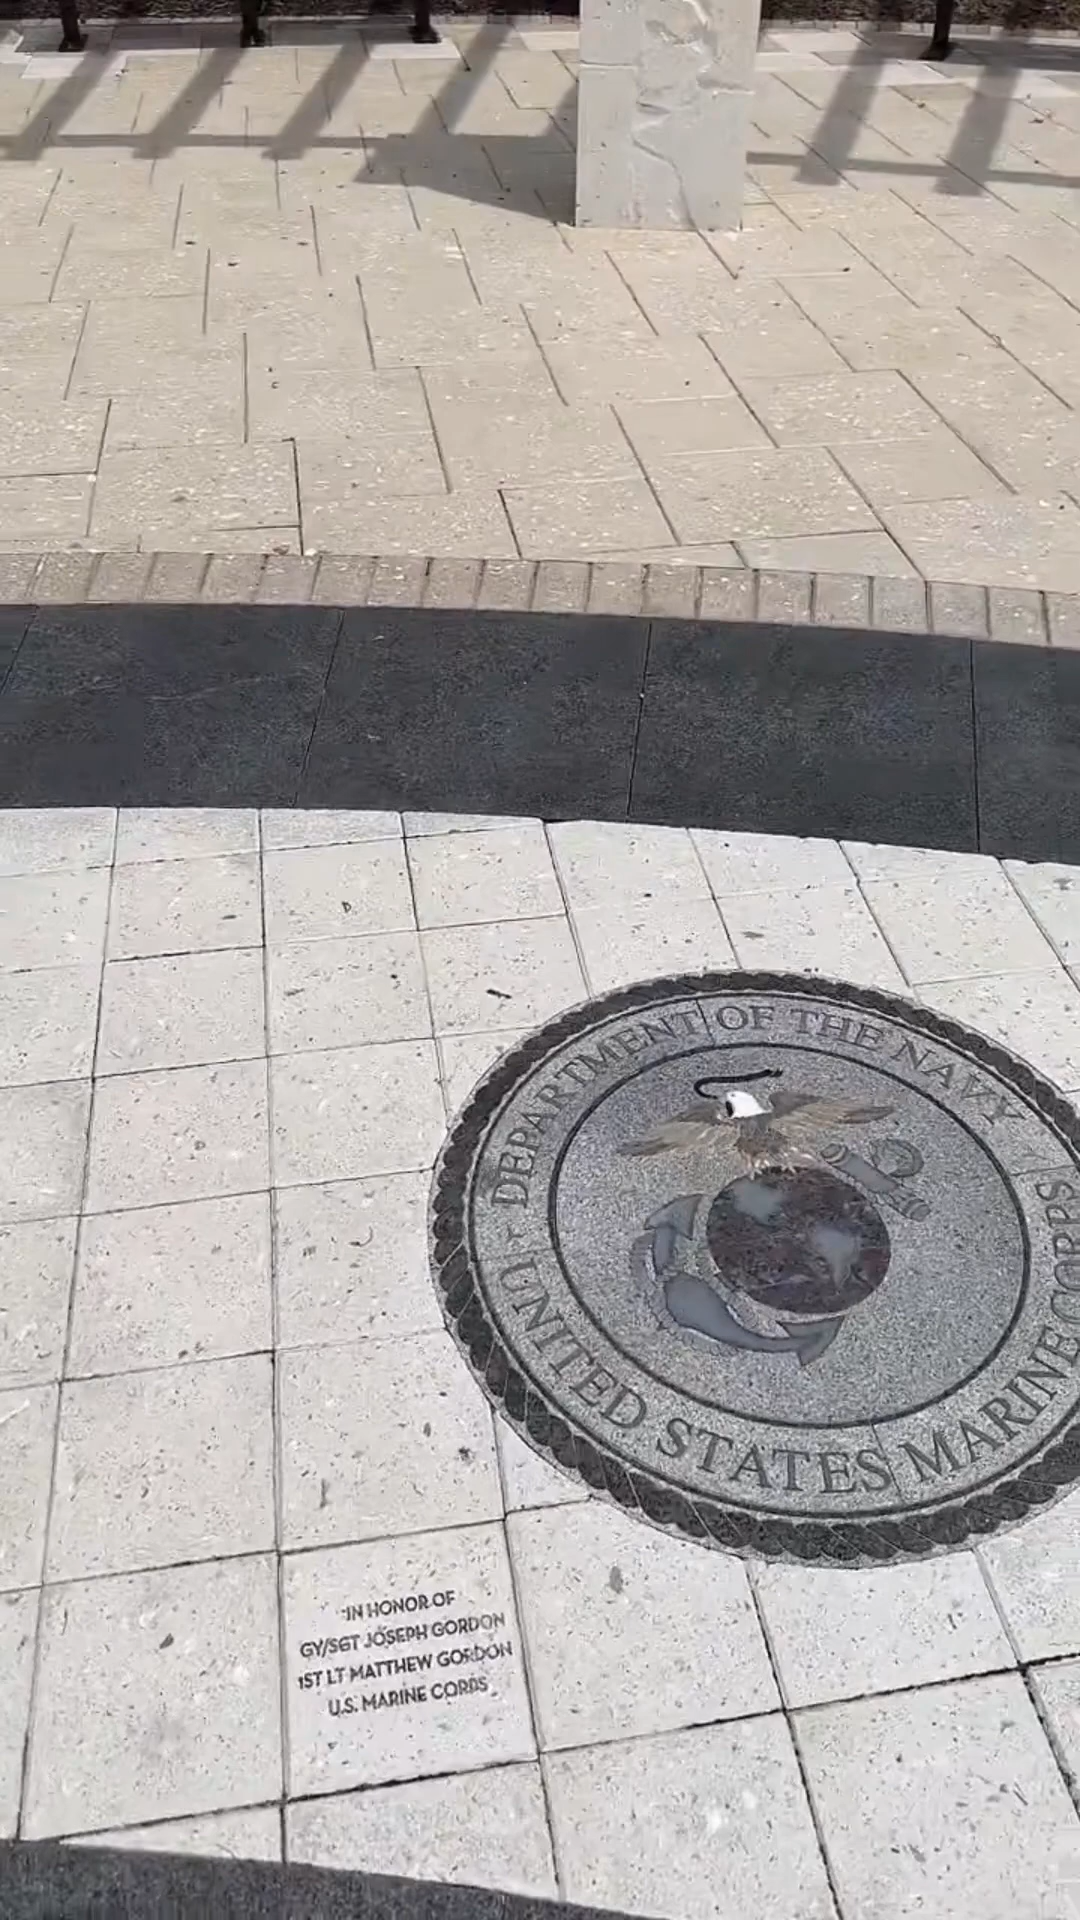 DEPARTMENT OF THE NAVY
UNITED STATES MARINE CORPS
IN HONOR OF
GY/SGT JOSEPH GORDON
1ST LT MATTHEW GORDON
U.S. MARINE CORPS